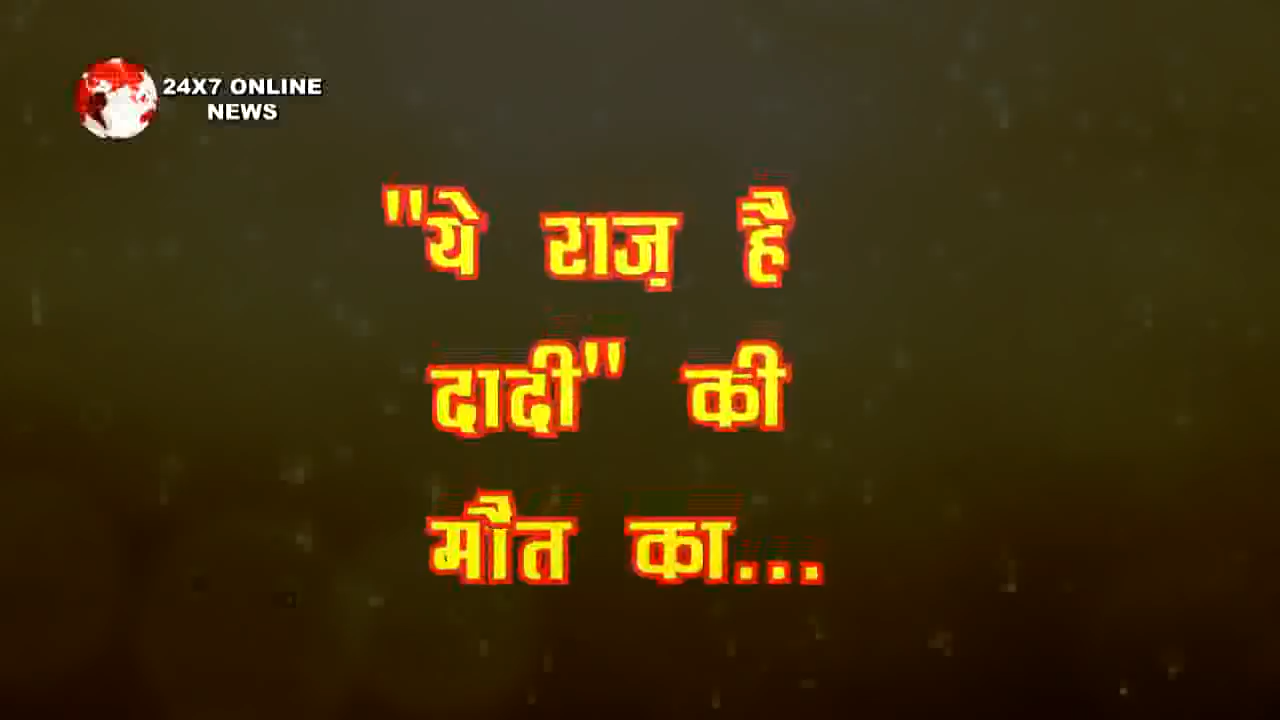 24X7 ONLINE
NEWS
"ये राज़ है
दादी" की
मौत का...